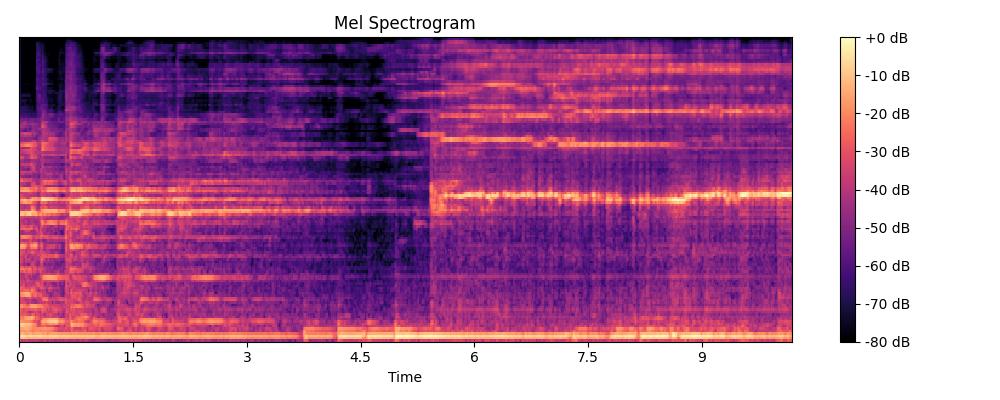 Mel Spectrogram
+0 dB
-10 dB
-20 dB
-30 dB
-40 dB
-50 dB
-60 dB
-70 dB
-80 dB
0 1.5 3 4.5 6 7.5 9
Time